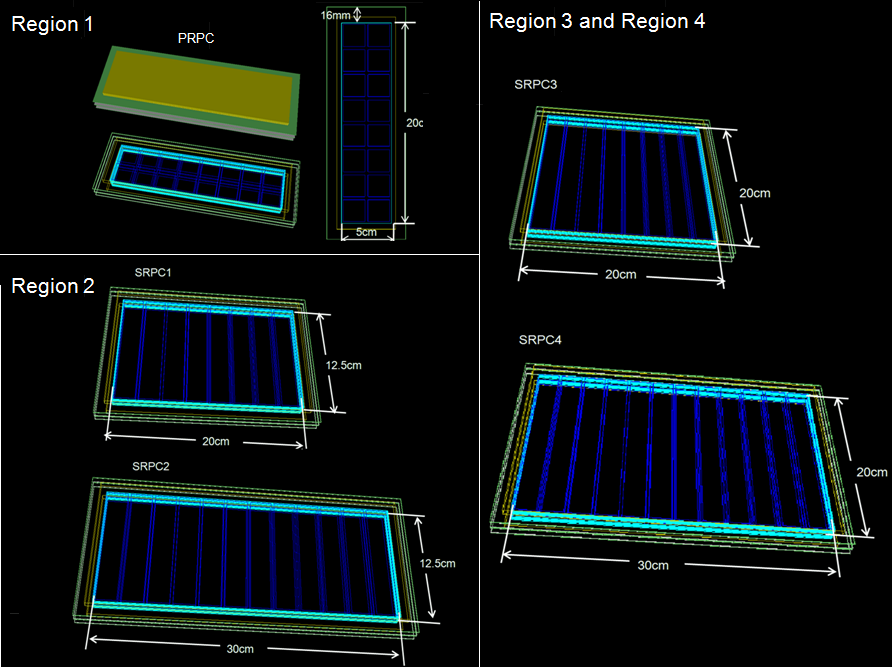 Region 1
PRPC
16mm
20c
5cm
Region 2
SRPC1
12.5cm
20cm
SRPC2
12.5cm
30cm
Region 3 and Region 4
SRPC3
20cm
20cm
SRPC4
20cm
30cm